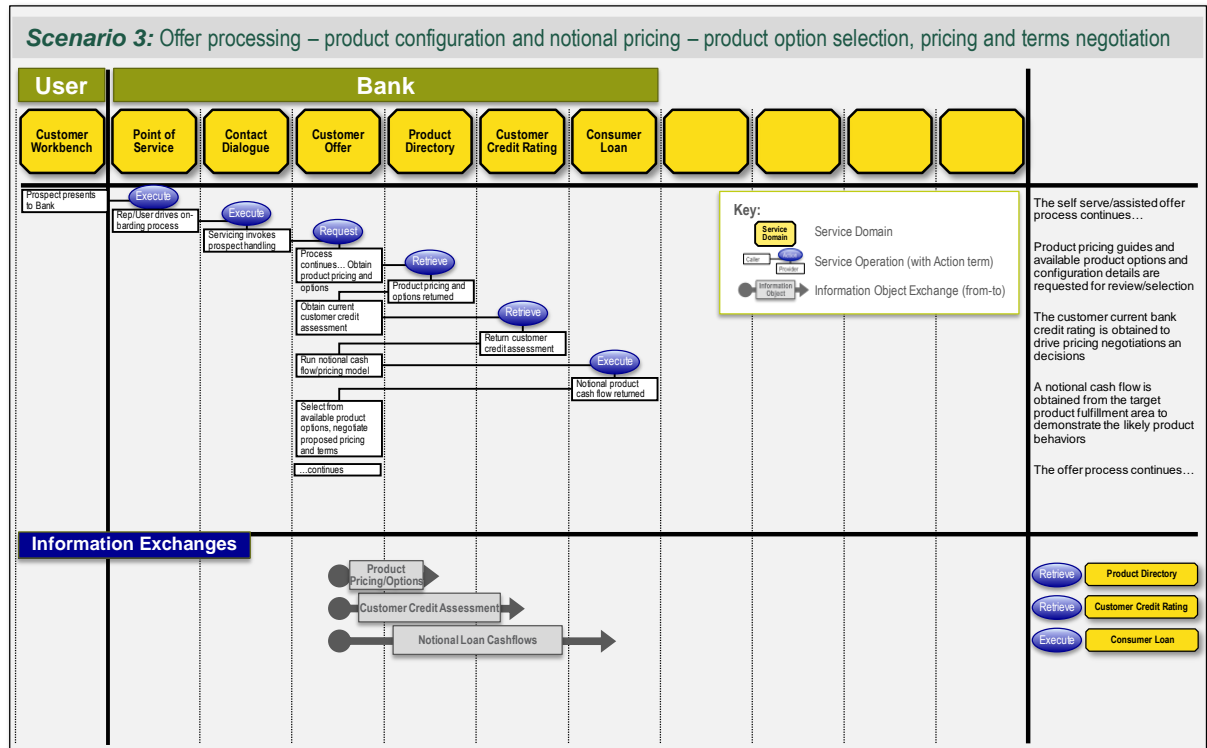 Scenario 3: Offer processing – product configuration and notional pricing – product option selection, pricing and terms negotiation
User
Bank
Customer
Workbench
Point of
Service
Contact
Dialogue
Customer
Offer
Product
Directory
Customer
Credit Rating
Consumer
Loan
Prospect presents
to Bank
Execute
Rep/User drives on-
barding process
Execute
Servicing invokes
prospect handling
Request
Process
continues… Obtain
product pricing and
options
Retrieve
Product pricing and
options returned
Obtain current
customer credit
assessment
Retrieve
Return customer
credit assessment
Run notional cash
flow/pricing model
Execute
Notional product
cash flow returned
Select from
available product
options, negotiate
proposed pricing
and terms
…continues
Key:
Service
Domain
Service Domain
Caller
Action
Provider
Service Operation (with Action term)
Information
Object
Information Object Exchange (from-to)
The self serve/assisted offer
process continues…
Product pricing guides and
available product options and
configuration details are
requested for review/selection
The customer current bank
credit rating is obtained to
drive pricing negotiations an
decisions
A notional cash flow is
obtained from the target
product fulfillment area to
demonstrate the likely product
behaviors
The offer process continues…
Information Exchanges
Product
Pricing/Options
Customer Credit Assessment
Notional Loan Cashflows
Retrieve
Product Directory
Retrieve
Customer Credit Rating
Execute
Consumer Loan